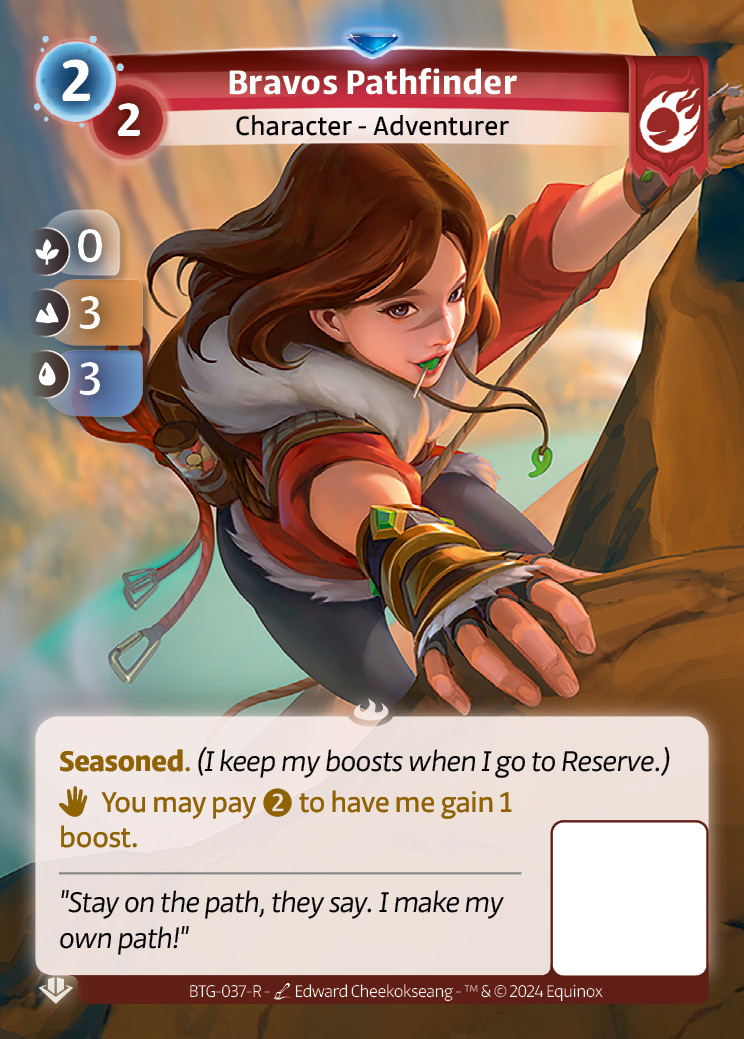 2
Bravos Pathfinder
2
Character - Adventurer
0
3
3
Seasoned. (I keep my boosts when I go to Reserve.)
You may pay 2 to have me gain 1
boost.
"Stay on the path, they say. I make my
own path!"
BTG-037-R - Edward Cheekokseang - ™ & © 2024 Equinox